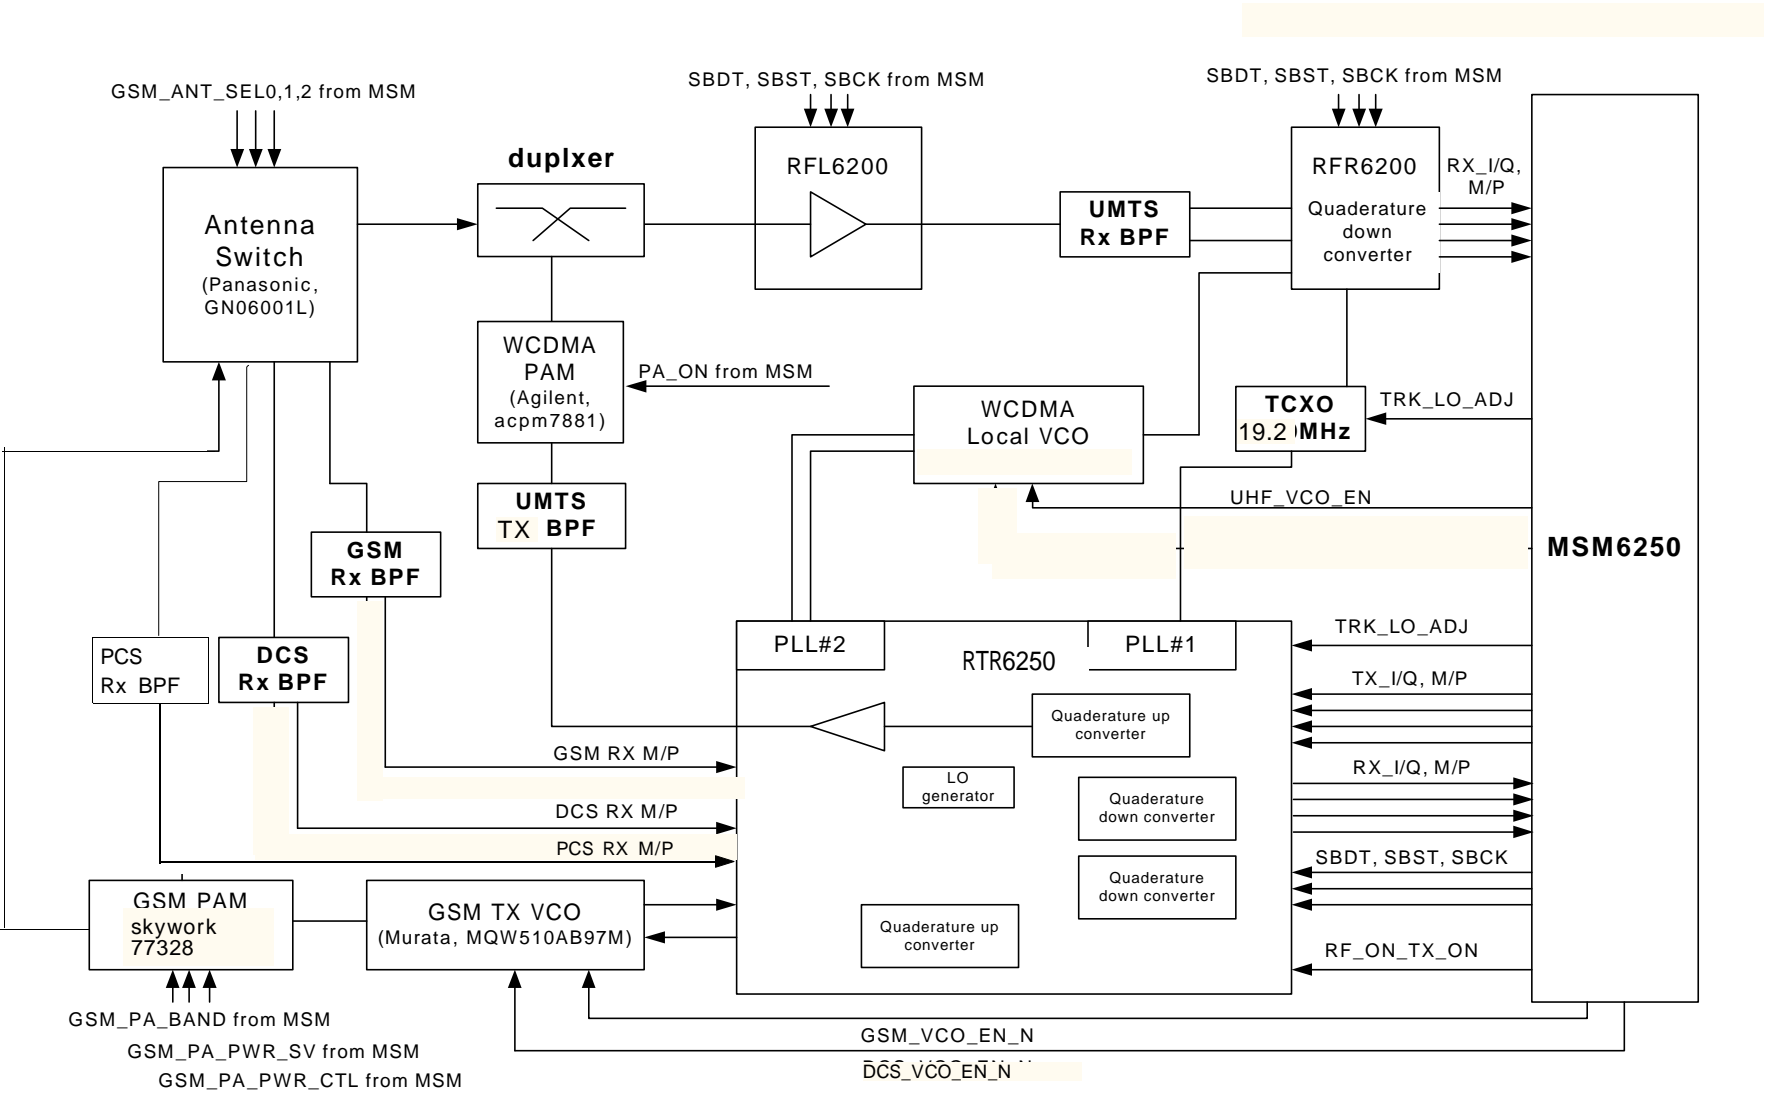 GSM_ANT_SEL0,1,2 from MSM
SBDT, SBST, SBCK from MSM
SBDT, SBST, SBCK from MSM
duplxer
Antenna
Switch
(Panasonic,
GN06001L)
RFL6200
UMTS
Rx BPF
RFR6200
Quaderature
down
converter
RX_I/Q,
M/P
WCDMA
PAM
(Agilent,
acpm7881)
PA_ON from MSM
WCDMA
Local VCO
TCXO
19.2 MHz
TRK_LO_ADJ
UHF_VCO_EN
MSM6250
UMTS
TX BPF
GSM
Rx BPF
PCS
Rx BPF
DCS
Rx BPF
PLL#2
RTR6250
PLL#1
TRK_LO_ADJ
TX_I/Q, M/P
Quaderature up
converter
GSM RX M/P
LO
generator
RX_I/Q, M/P
Quaderature
down converter
DCS RX M/P
PCS RX M/P
SBDT, SBST, SBCK
Quaderature
down converter
GSM PAM
skywork
77328
GSM TX VCO
(Murata, MQW510AB97M)
Quaderature up
converter
RF_ON_TX_ON
GSM_PA_BAND from MSM
GSM_PA_PWR_SV from MSM
GSM_PA_PWR_CTL from MSM
GSM_VCO_EN_N
DCS_VCO_EN_N